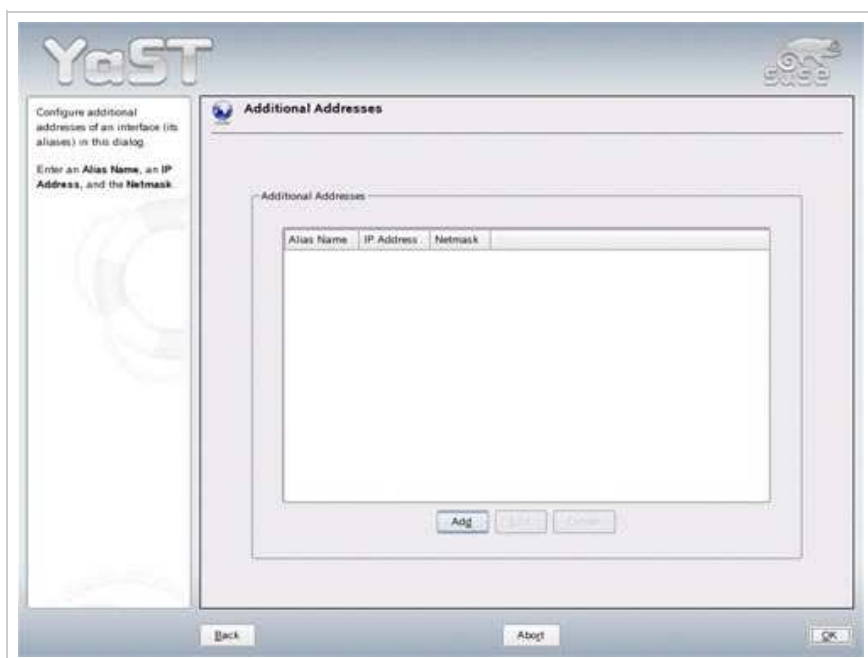 YaST
suse
Configure additional
addresses of an interface (its
aliases) in this dialog.
Enter an Alias Name, an IP
Address, and the Netmask.
Additional Addresses
Additional Addresses
Alias Name IP Address Netmask
Add
Back Abort OK